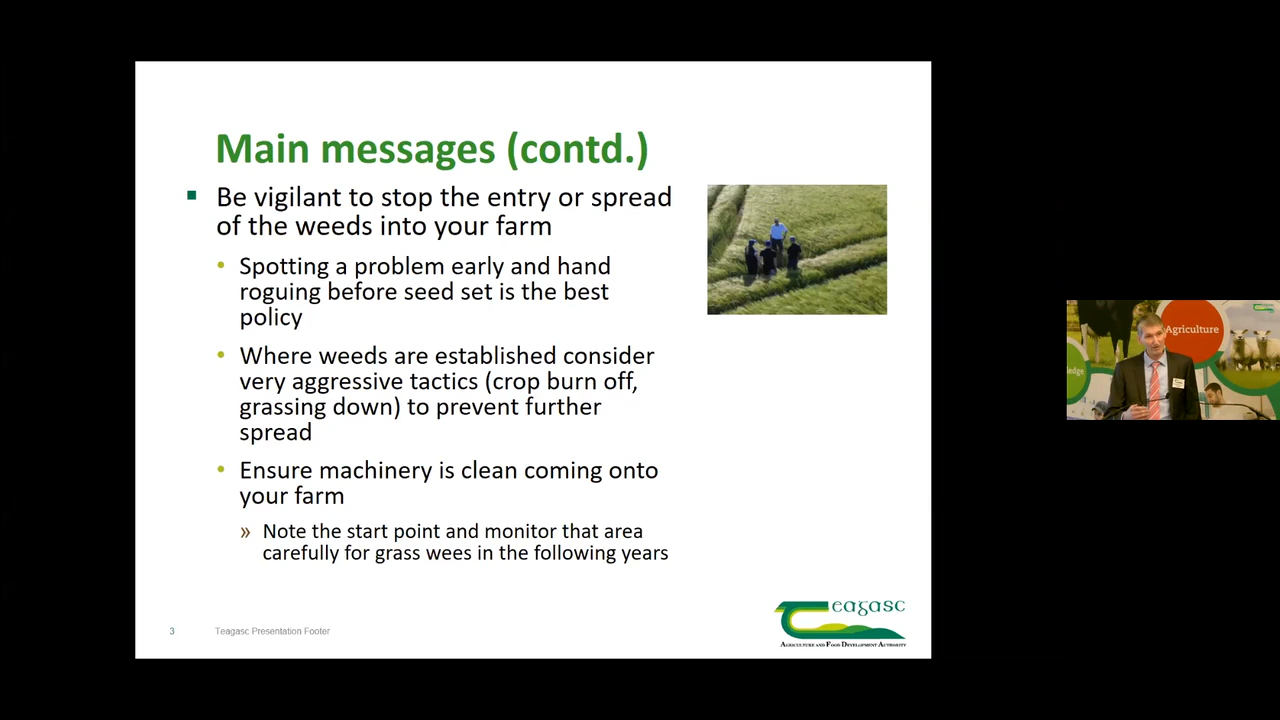 Main messages (contd.)
Be vigilant to stop the entry or spread
of the weeds into your farm
Spotting a problem early and hand
roguing before seed set is the best
policy
Where weeds are established consider
very aggressive tactics (crop burn off,
grassing down) to prevent further
spread
Ensure machinery is clean coming onto
your farm
» Note the start point and monitor that area
carefully for grass wees in the following years
3
Teagasc Presentation Footer
Teagasc
Agriculture and Food Development Authority
Agriculture
ledge